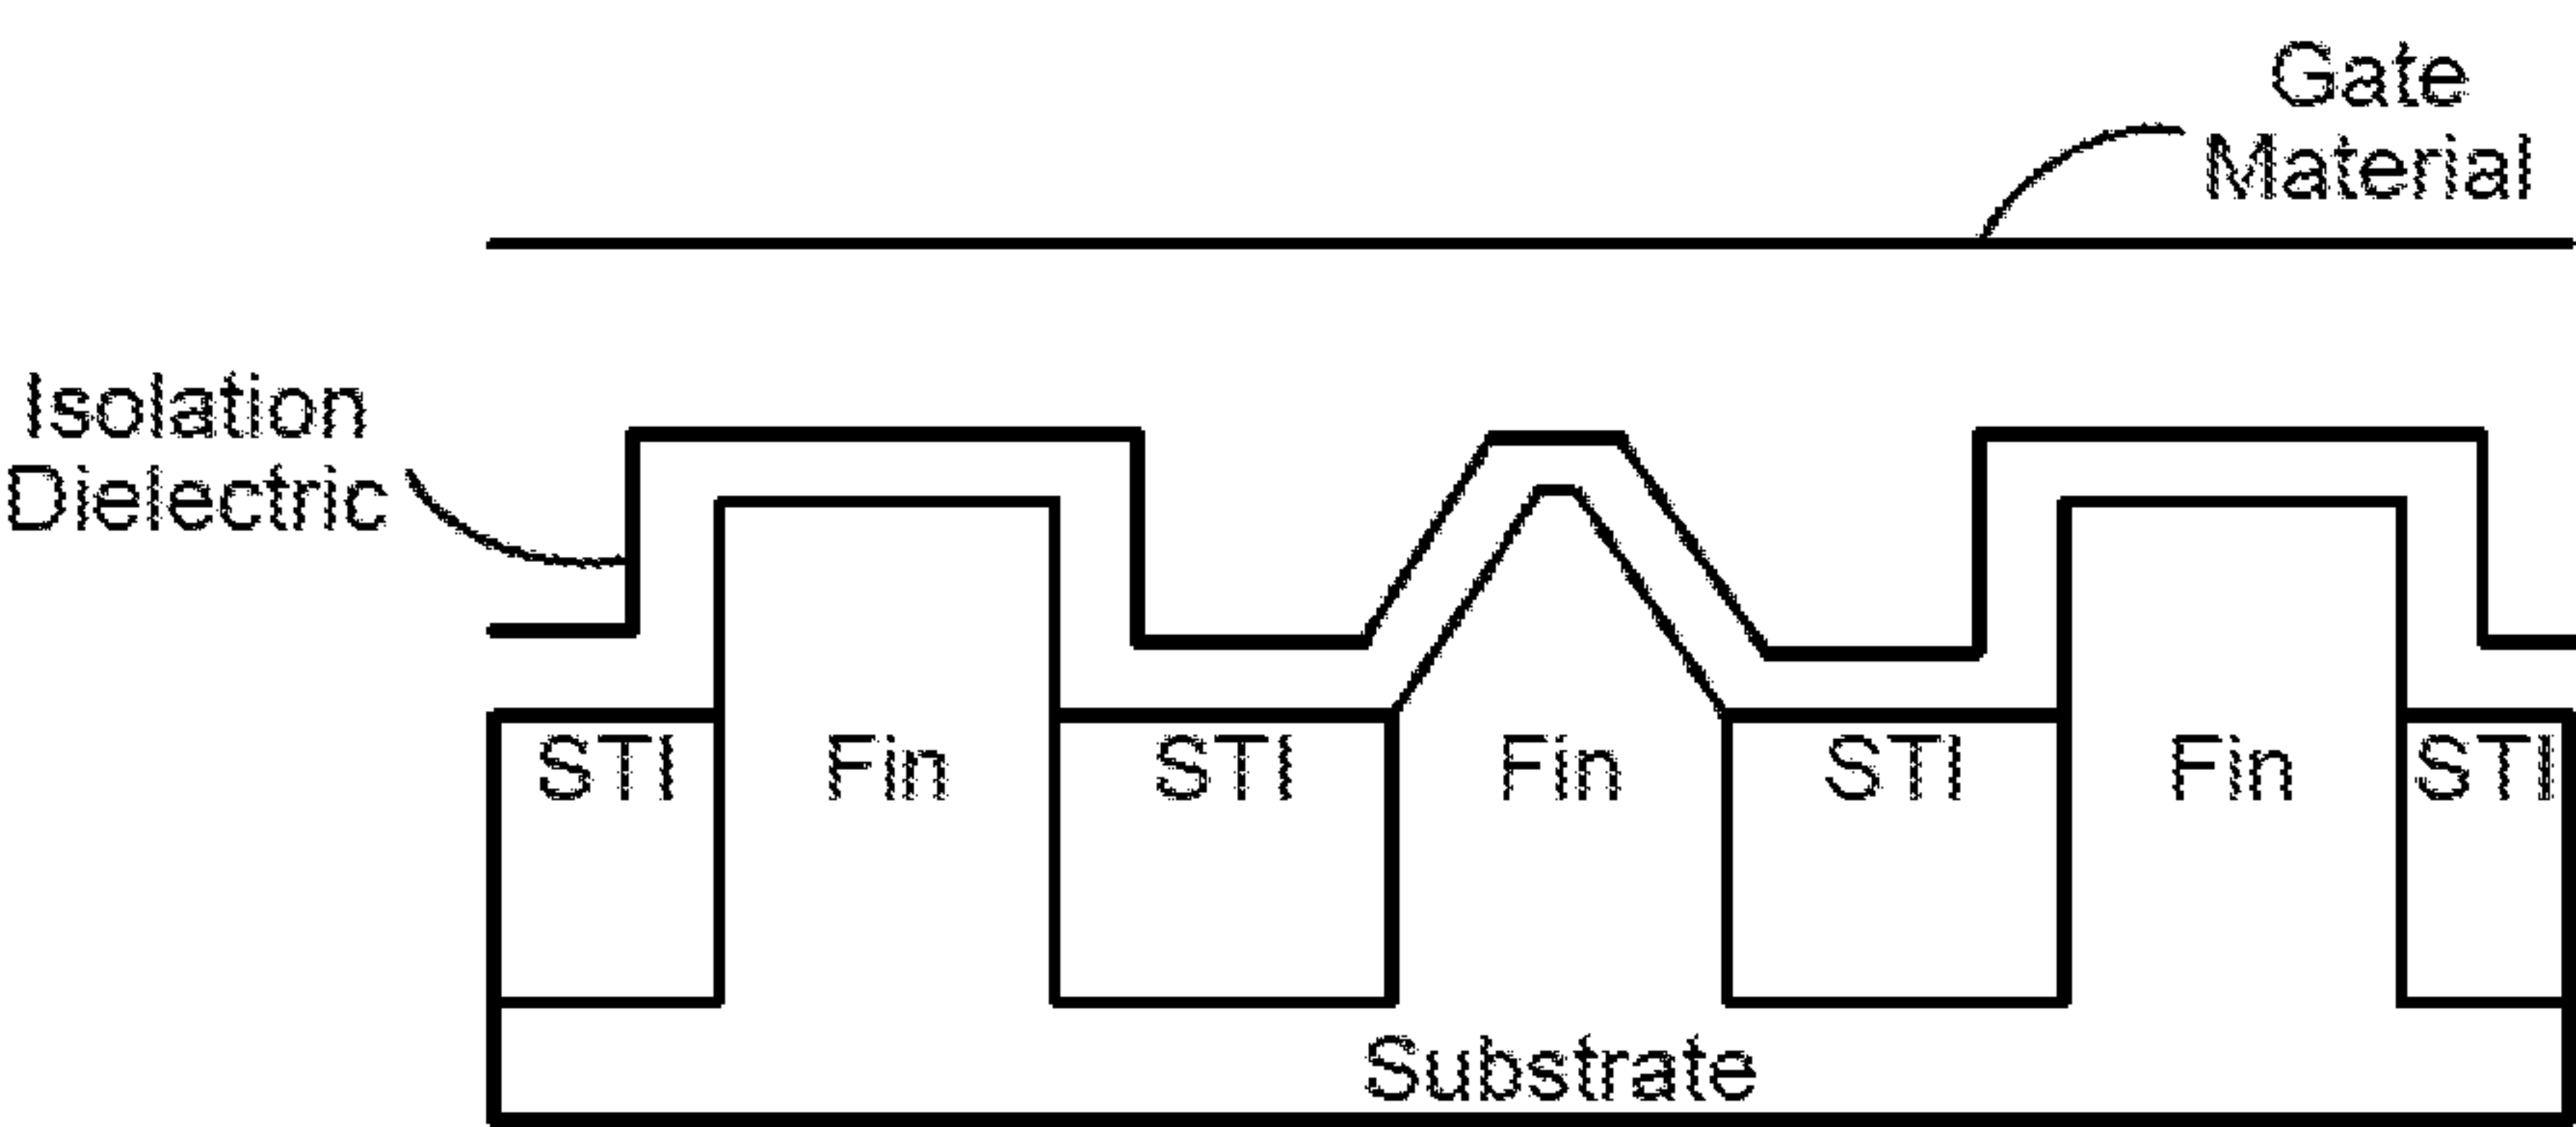 Gate
Material
Isolation
Dielectric
STI Fin STI Fin STI Fin STI
Substrate